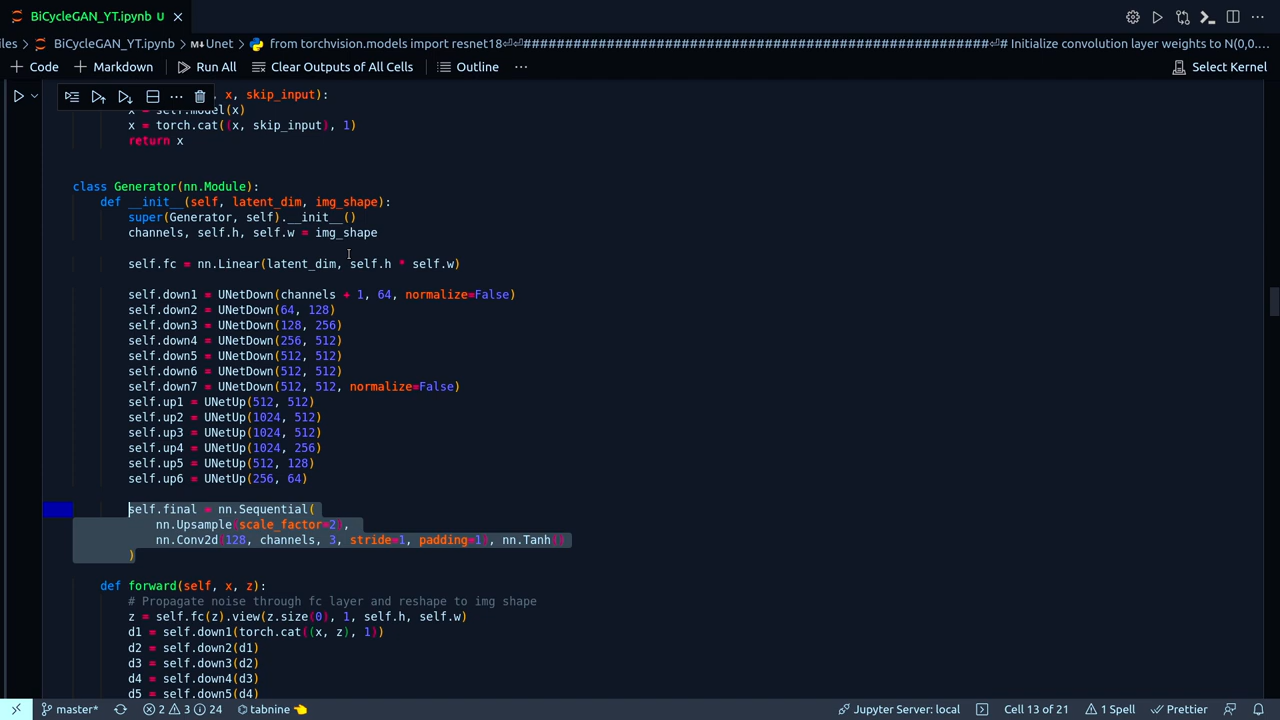 BiCycleGAN_YT.ipynb U
iles > BiCycleGAN_YT.ipynb > Unet > from torchvision.models import resnet18⏎⏎##############################################################⏎# Initialize convolution layer weights to N(0,0....
+ Code + Markdown Run All Clear Outputs of All Cells Outline ... Select Kernel
x, skip_input):
x = self.model(x)
x = torch.cat((x, skip_input), 1)
return x
class Generator(nn.Module):
def __init__(self, latent_dim, img_shape):
super(Generator, self).__init__()
channels, self.h, self.w = img_shape
self.fc = nn.Linear(latent_dim, self.h * self.w)
self.down1 = UNetDown(channels + 1, 64, normalize=False)
self.down2 = UNetDown(64, 128)
self.down3 = UNetDown(128, 256)
self.down4 = UNetDown(256, 512)
self.down5 = UNetDown(512, 512)
self.down6 = UNetDown(512, 512)
self.down7 = UNetDown(512, 512, normalize=False)
self.up1 = UNetUp(512, 512)
self.up2 = UNetUp(1024, 512)
self.up3 = UNetUp(1024, 512)
self.up4 = UNetUp(1024, 256)
self.up5 = UNetUp(512, 128)
self.up6 = UNetUp(256, 64)
self.final = nn.Sequential(
nn.Upsample(scale_factor=2),
nn.Conv2d(128, channels, 3, stride=1, padding=1), nn.Tanh()
)
def forward(self, x, z):
# Propagate noise through fc layer and reshape to img shape
z = self.fc(z).view(z.size(0), 1, self.h, self.w)
d1 = self.down1(torch.cat((x, z), 1))
d2 = self.down2(d1)
d3 = self.down3(d2)
d4 = self.down4(d3)
d5 = self.down5(d4)
master* 2 3 24 tabnine 👈 Jupyter Server: local Cell 13 of 21 1 Spell Prettier